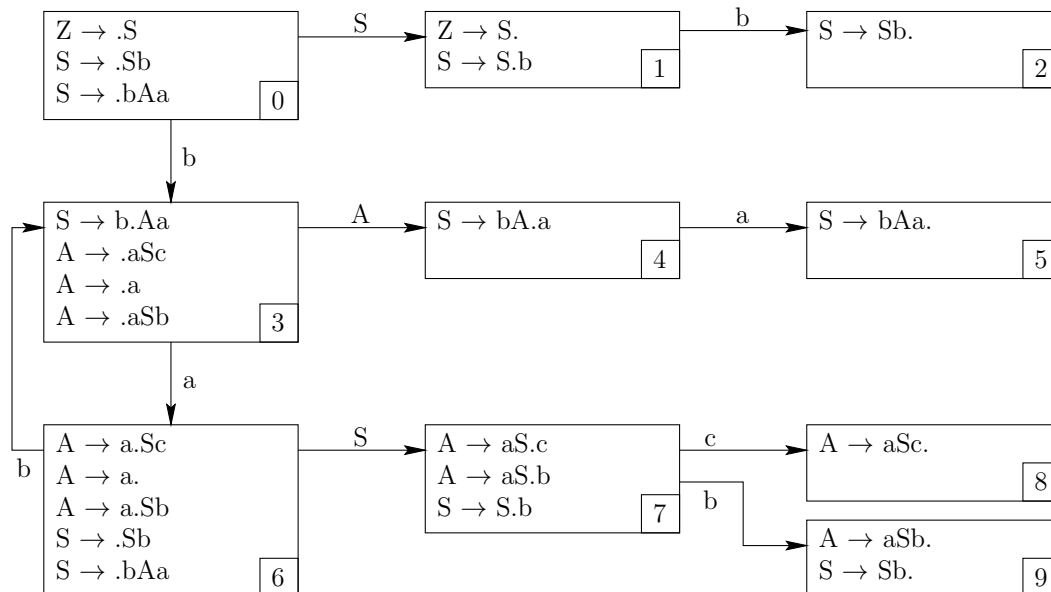 Z → .S
S → .Sb
S → .bAa
0
S
Z → S.
S → S.b
1
b
S → Sb.
2
b
S → b.Aa
A → .aSc
A → .a
A → .aSb
3
A
S → bA.a
4
a
S → bAa.
5
a
b
A → a.Sc
A → a.
A → a.Sb
S → .Sb
S → .bAa
6
S
A → aS.c
A → aS.b
S → S.b
7
c
b
A → aSc.
8
A → aSb.
S → Sb.
9